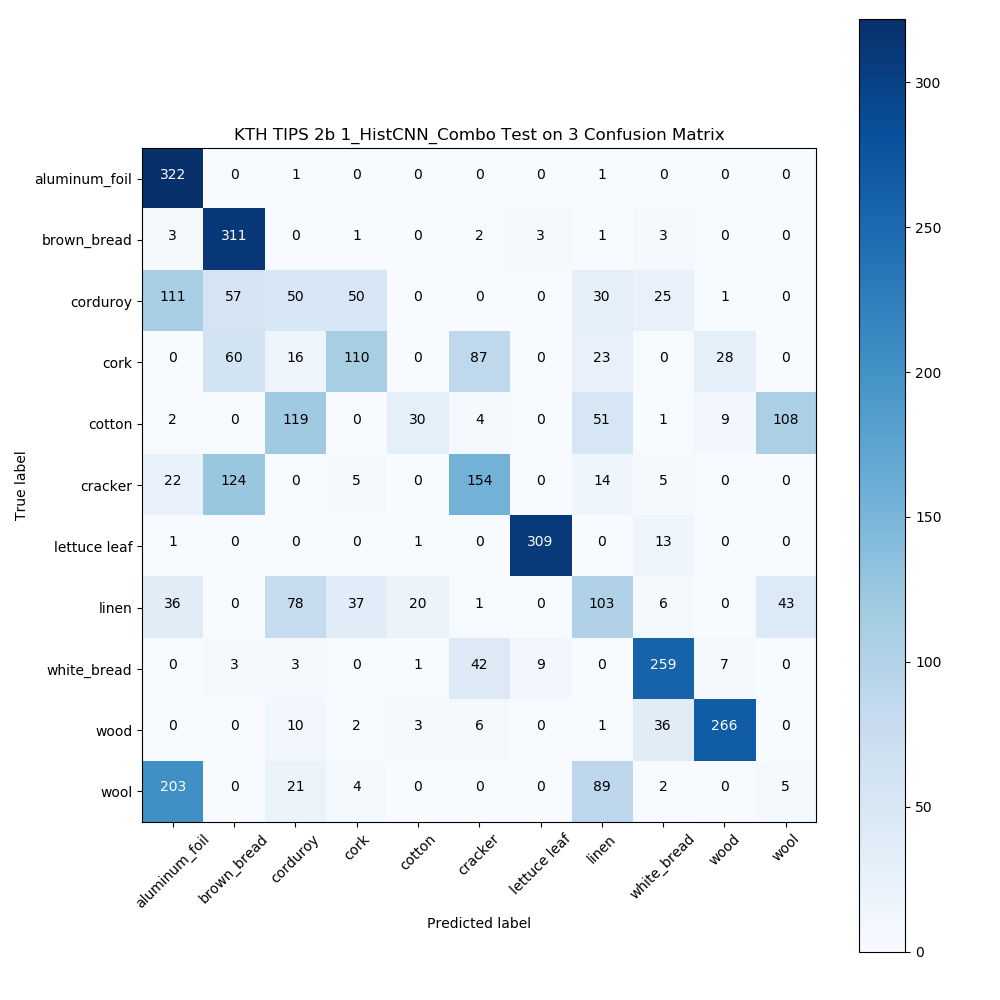 KTH TIPS 2b 1_HistCNN_Combo Test on 3 Confusion Matrix
True label
aluminum_foil 322 0 1 0 0 0 0 1 0 0 0
brown_bread 3 311 0 1 0 2 3 1 3 0 0
corduroy 111 57 50 50 0 0 0 30 25 1 0
cork 0 60 16 110 0 87 0 23 0 28 0
cotton 2 0 119 0 30 4 0 51 1 9 108
cracker 22 124 0 5 0 154 0 14 5 0 0
lettuce leaf 1 0 0 0 1 0 309 0 13 0 0
linen 36 0 78 37 20 1 0 103 6 0 43
white_bread 0 3 3 0 1 42 9 0 259 7 0
wood 0 0 10 2 3 6 0 1 36 266 0
wool 203 0 21 4 0 0 0 89 2 0 5
aluminum_foil brown_bread corduroy cork cotton cracker lettuce leaf linen white_bread wood wool
Predicted label
300
250
200
150
100
50
0